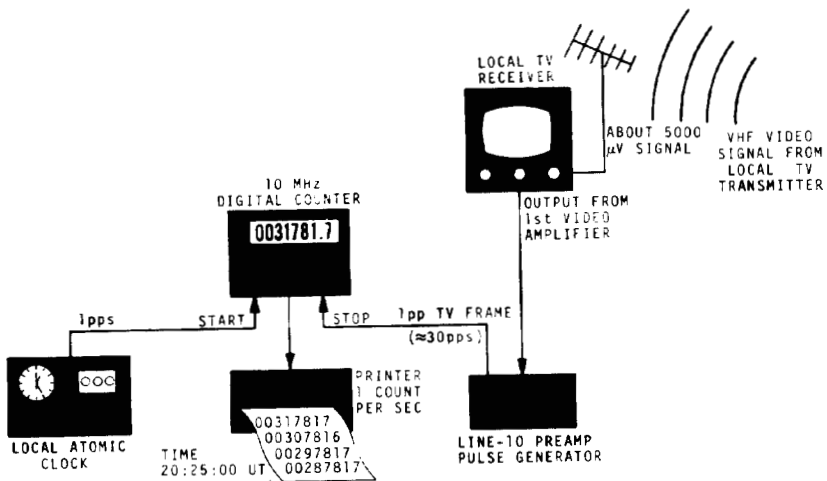 LOCAL TV
RECEIVER
ABOUT 5000
μV SIGNAL
VHF VIDEO
SIGNAL FROM
LOCAL TV
TRANSMITTER
10 MHz
DIGITAL COUNTER
0031781.7
OUTPUT FROM
1st VIDEO
AMPLIFIER
1pps
START
STOP
1pp TV FRAME
(≈30pps)
PRINTER
1 COUNT
PER SEC
LOCAL ATOMIC
CLOCK
TIME
20:25:00 UT
00317817
00307816
00297817
00287817
LINE-10 PREAMP
PULSE GENERATOR